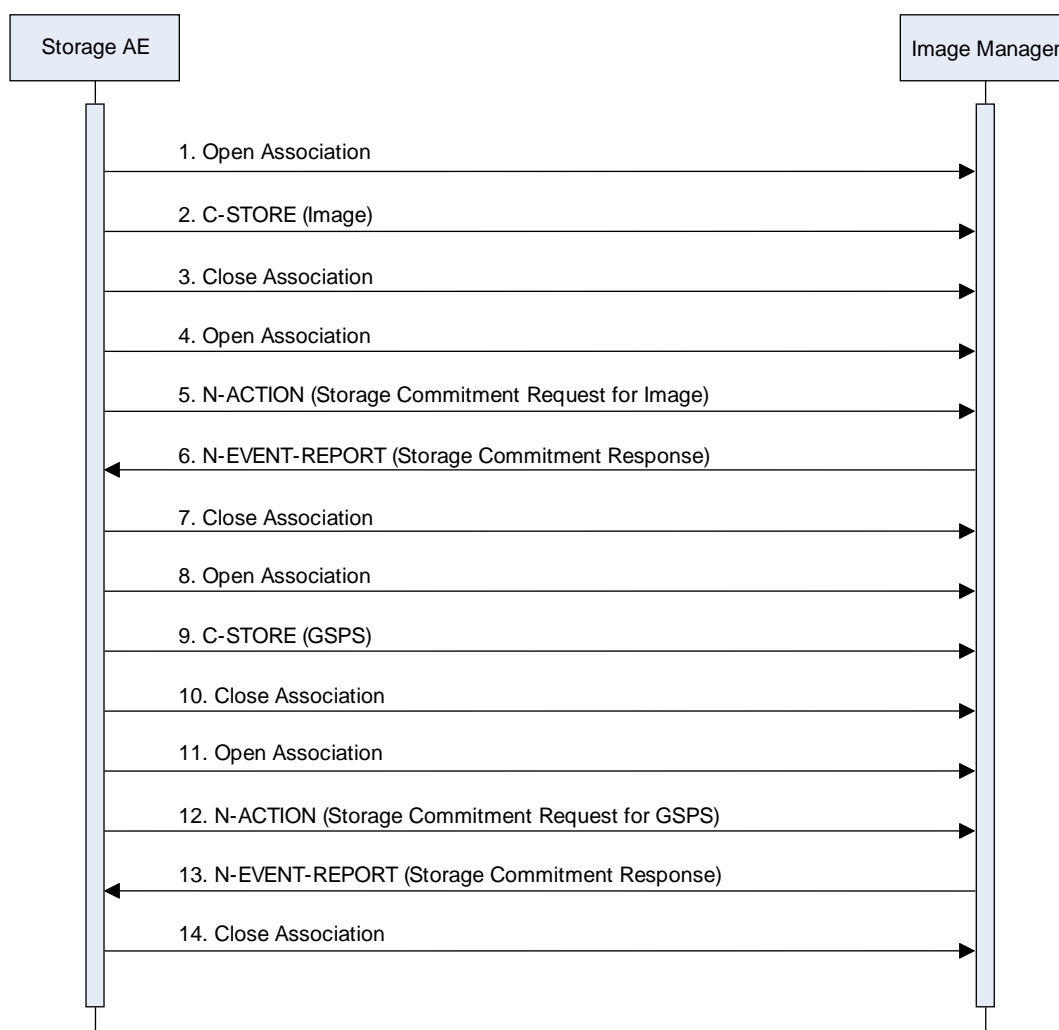 Storage AE
Image Manager
1. Open Association
2. C-STORE (Image)
3. Close Association
4. Open Association
5. N-ACTION (Storage Commitment Request for Image)
6. N-EVENT-REPORT (Storage Commitment Response)
7. Close Association
8. Open Association
9. C-STORE (GSPS)
10. Close Association
11. Open Association
12. N-ACTION (Storage Commitment Request for GSPS)
13. N-EVENT-REPORT (Storage Commitment Response)
14. Close Association